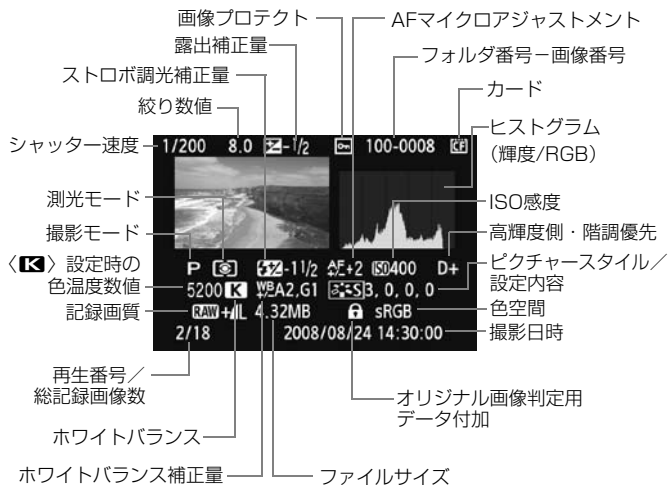 画像プロテクト
AFマイクロアジャストメント
露出補正量
フォルダ番号－画像番号
ストロボ調光補正量
カード
絞り数値
ヒストグラム
（輝度/RGB）
シャッター速度
1/200 8.0 -1/2 100-0008 CF
測光モード
ISO感度
撮影モード
高輝度側・階調優先
P -1 1/2 AF+2 ISO400 D+
〈K〉設定時の
色温度数値
ピクチャースタイル／
設定内容
5200 K WB A2,G1 S 3, 0, 0, 0
記録画質
RAW+L 4.32MB sRGB
色空間
2/18 2008/08/24 14:30:00
撮影日時
再生番号／
総記録画像数
オリジナル画像判定用
データ付加
ホワイトバランス
ホワイトバランス補正量
ファイルサイズ